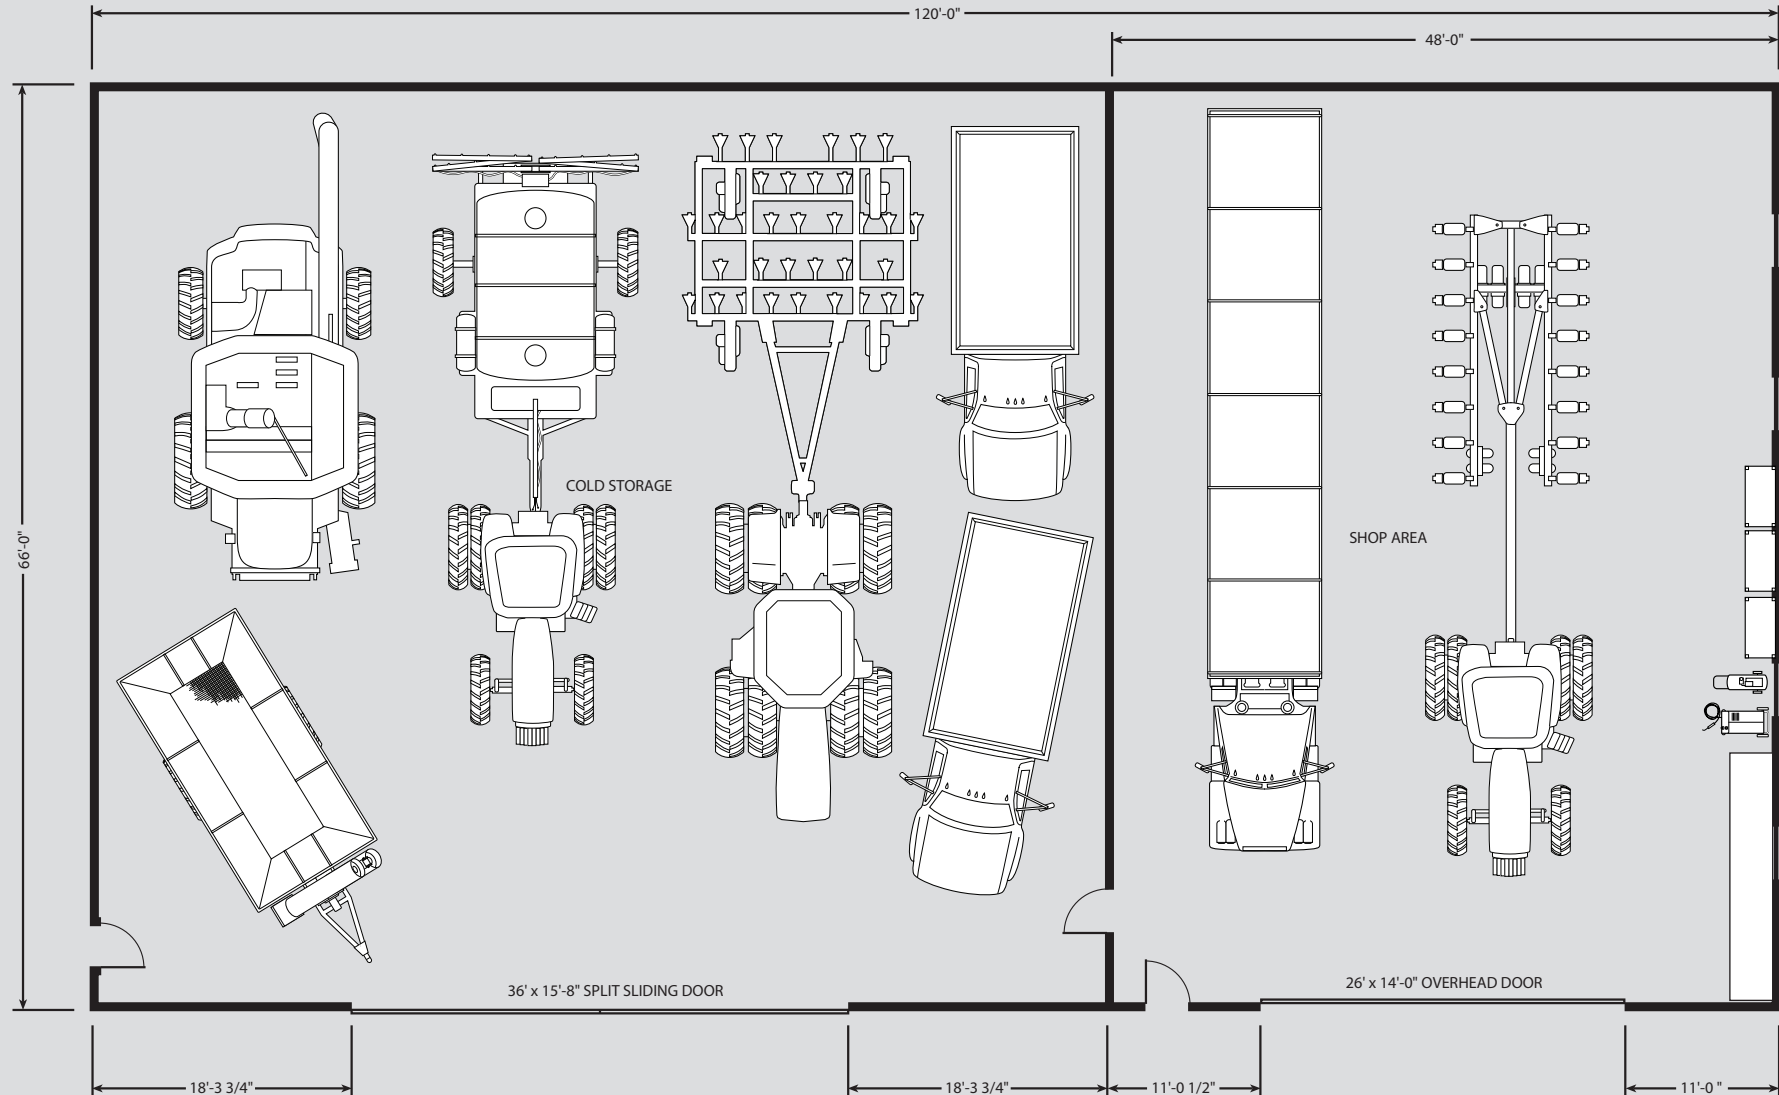 120'-0"
48'-0"
66'-0"
COLD STORAGE
SHOP AREA
36' x 15'-8" SPLIT SLIDING DOOR
26' x 14'-0" OVERHEAD DOOR
18'-3 3/4"
18'-3 3/4"
11'-0 1/2"
11'-0 "